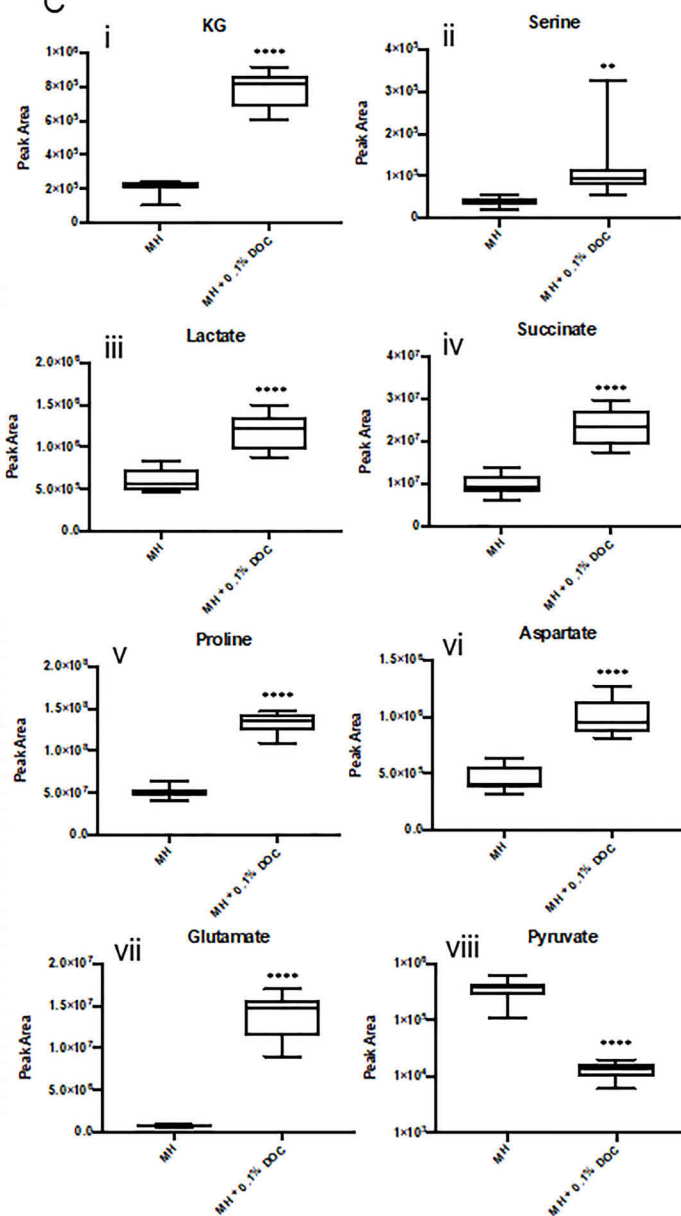 C
i
KG
Peak Area
1×10⁶
8×10⁵
6×10⁵
4×10⁵
2×10⁵
0
****
MH
MH + 0.1% DOC
ii
Serine
Peak Area
4×10⁵
3×10⁵
2×10⁵
1×10⁵
0
**
MH
MH + 0.1% DOC
iii
Lactate
Peak Area
2.0×10⁶
1.5×10⁶
1.0×10⁶
5.0×10⁵
0.0
****
MH
MH + 0.1% DOC
iv
Succinate
Peak Area
4×10⁷
3×10⁷
2×10⁷
1×10⁷
0
****
MH
MH + 0.1% DOC
v
Proline
Peak Area
2.0×10⁸
1.5×10⁸
1.0×10⁸
5.0×10⁷
0.0
****
MH
MH + 0.1% DOC
vi
Aspartate
Peak Area
1.5×10⁶
1.0×10⁶
5.0×10⁵
0.0
****
MH
MH + 0.1% DOC
vii
Glutamate
Peak Area
2.0×10⁷
1.5×10⁷
1.0×10⁷
5.0×10⁶
0.0
****
MH
MH + 0.1% DOC
viii
Pyruvate
Peak Area
1×10⁶
1×10⁵
1×10⁴
1×10³
****
MH
MH + 0.1% DOC